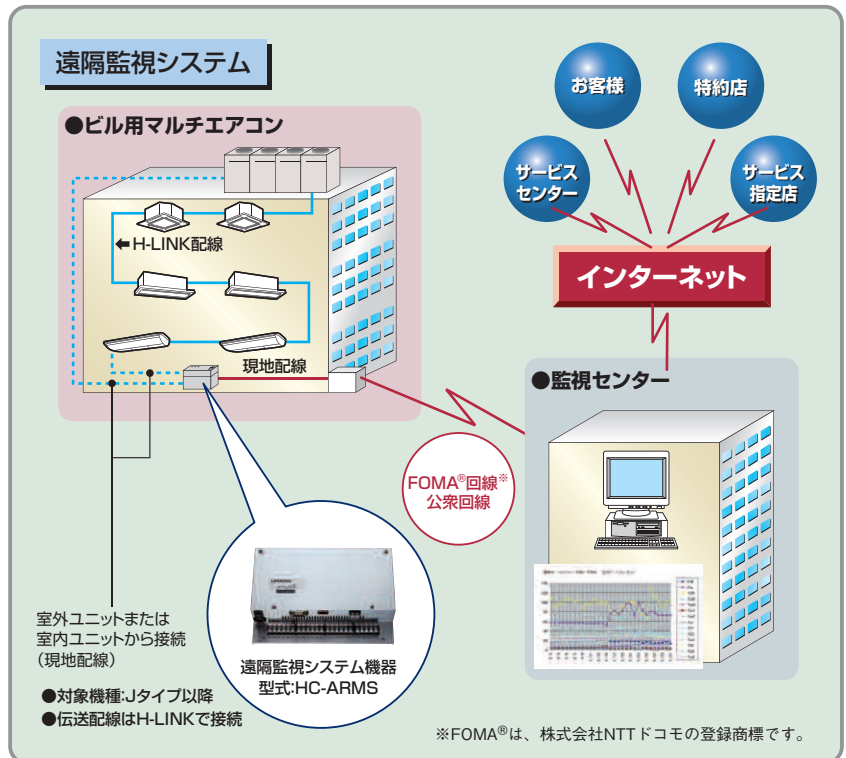 遠隔監視システム
●ビル用マルチエアコン
H-LINK配線
現地配線
お客様
特約店
サービス
センター
サービス
指定店
インターネット
●監視センター
FOMA®回線※
公衆回線
室外ユニットまたは
室内ユニットから接続
(現地配線)
遠隔監視システム機器
型式:HC-ARMS
●対象機種:Jタイプ以降
●伝送配線はH-LINKで接続
※FOMA®は、株式会社NTTドコモの登録商標です。